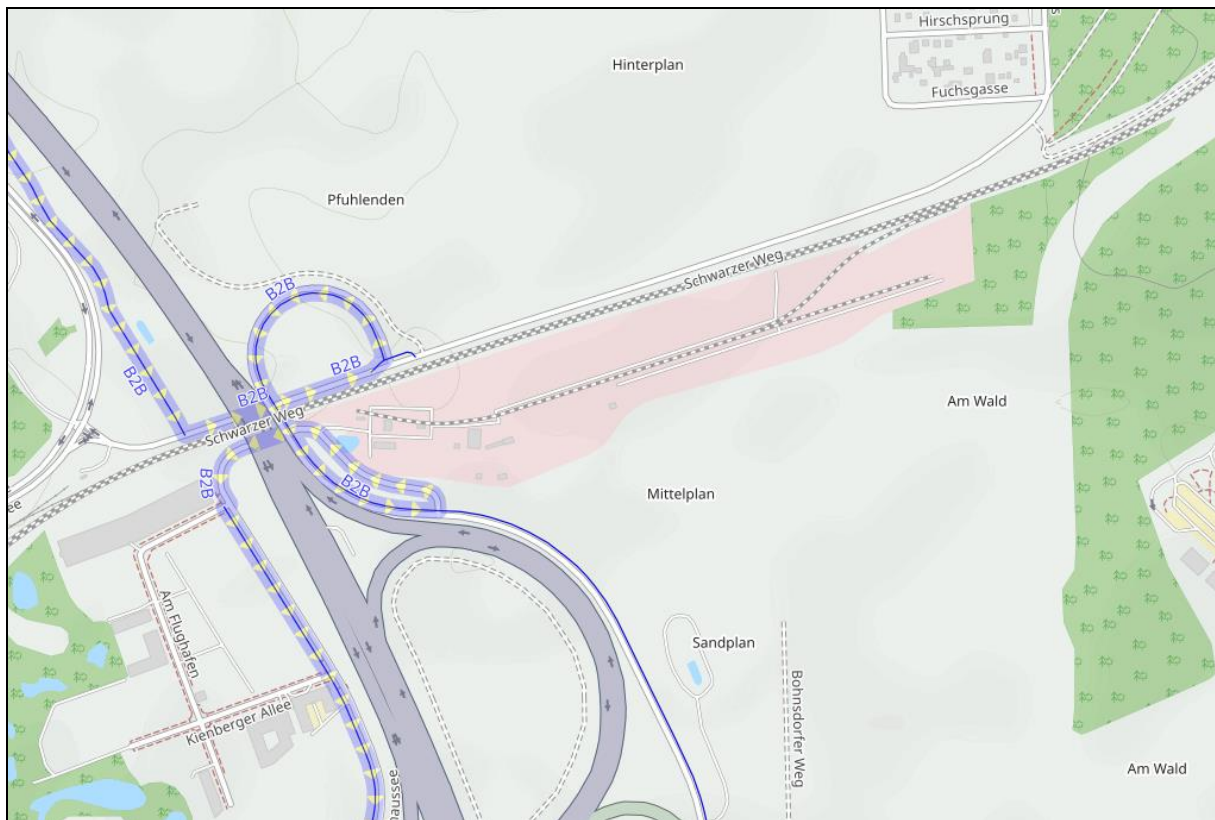 Hirschsprung
Hinterplan
Fuchsgasse
Pfuhlenden
Schwarzer Weg
B2B
B2B
B2B
B2B
Am Wald
Schwarzer Weg
B2B
B2B
Mittelplan
Am Flughafen
Sandplan
Bohnsdorfer Weg
Kienberger Allee
Am Wald